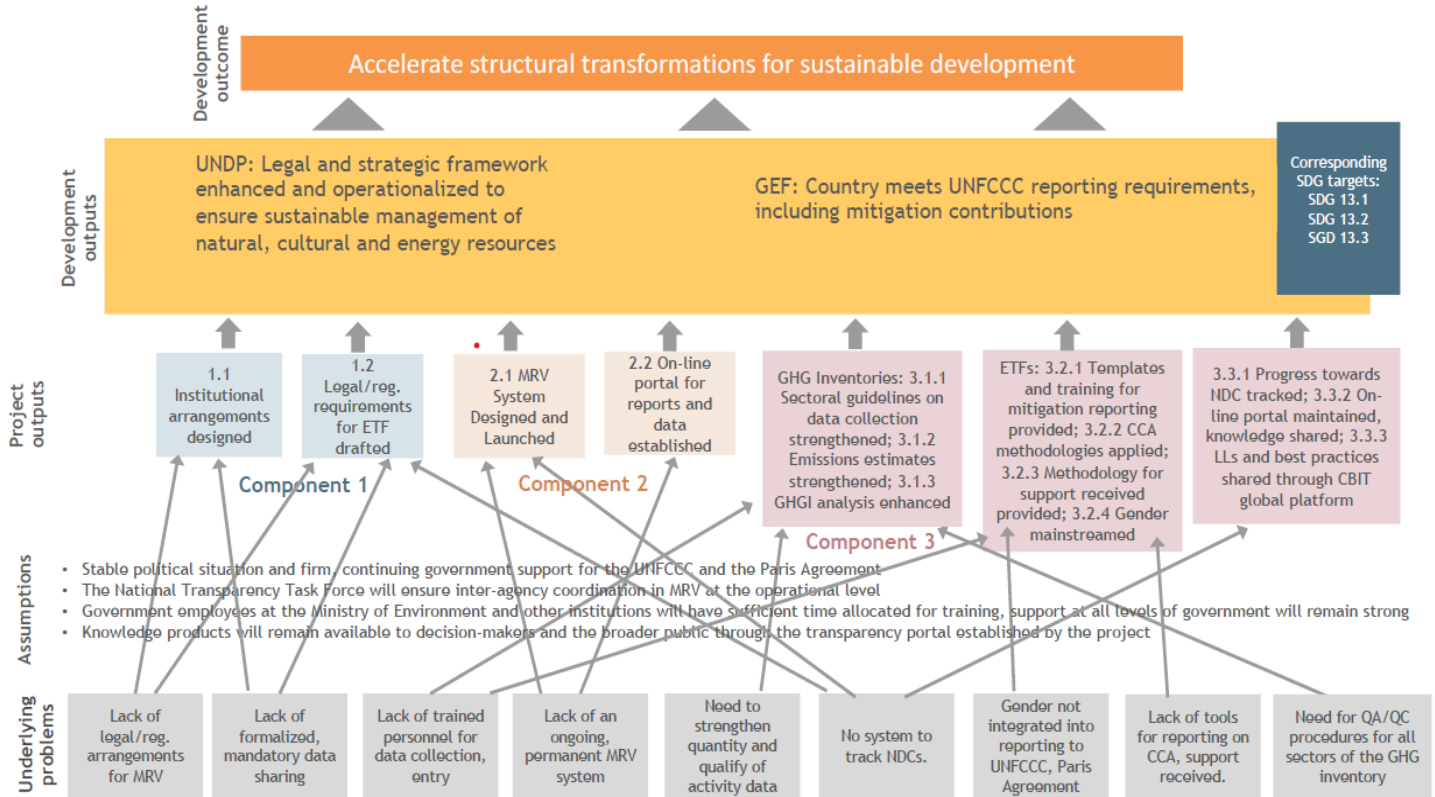 Development
outcome
Accelerate structural transformations for sustainable development
Development
outputs
UNDP: Legal and strategic framework
enhanced and operationalized to
ensure sustainable management of
natural, cultural and energy resources
GEF: Country meets UNFCCC reporting requirements,
including mitigation contributions
Corresponding
SDG targets:
SDG 13.1
SDG 13.2
SGD 13.3
Project
outputs
1.1
Institutional
arrangements
designed
1.2
Legal/reg.
requirements
for ETF
drafted
Component 1
2.1 MRV
System
Designed and
Launched
2.2 On-line
portal for
reports and
data
established
Component 2
GHG Inventories: 3.1.1
Sectoral guidelines on
data collection
strengthened; 3.1.2
Emissions estimates
strengthened; 3.1.3
GHGI analysis enhanced
ETFs: 3.2.1 Templates
and training for
mitigation reporting
provided; 3.2.2 CCA
methodologies applied;
3.2.3 Methodology for
support received
provided; 3.2.4 Gender
mainstreamed
3.3.1 Progress towards
NDC tracked; 3.3.2 On-
line portal maintained,
knowledge shared; 3.3.3
LLs and best practices
shared through CBIT
global platform
Component 3
Assumptions
• Stable political situation and firm, continuing government support for the UNFCCC and the Paris Agreement
• The National Transparency Task Force will ensure inter-agency coordination in MRV at the operational level
• Government employees at the Ministry of Environment and other institutions will have sufficient time allocated for training, support at all levels of government will remain strong
• Knowledge products will remain available to decision-makers and the broader public through the transparency portal established by the project
Underlying
problems
Lack of
legal/reg.
arrangements
for MRV
Lack of
formalized,
mandatory data
sharing
Lack of trained
personnel for
data collection,
entry
Lack of an
ongoing,
permanent MRV
system
Need to
strengthen
quantity and
qualify of
activity data
No system to
track NDCs.
Gender not
integrated into
reporting to
UNFCCC, Paris
Agreement
Lack of tools
for reporting on
CCA, support
received.
Need for QA/QC
procedures for all
sectors of the GHG
inventory